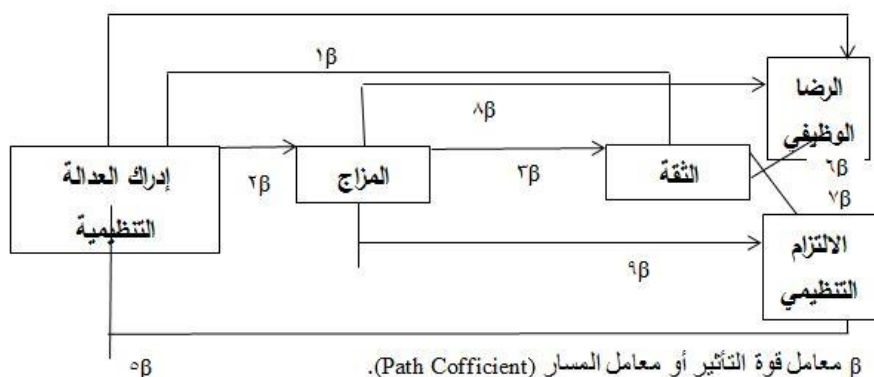 ١β
الرضا
الوظيفي
٨β
إدراك العدالة
التنظيمية
٢β
المزاج
٣β
الثقة
٦β
٧β
الالتزام
التنظيمي
٩β
٥β
β معامل قوة التأثير أو معامل المسار (Path Cofficient).